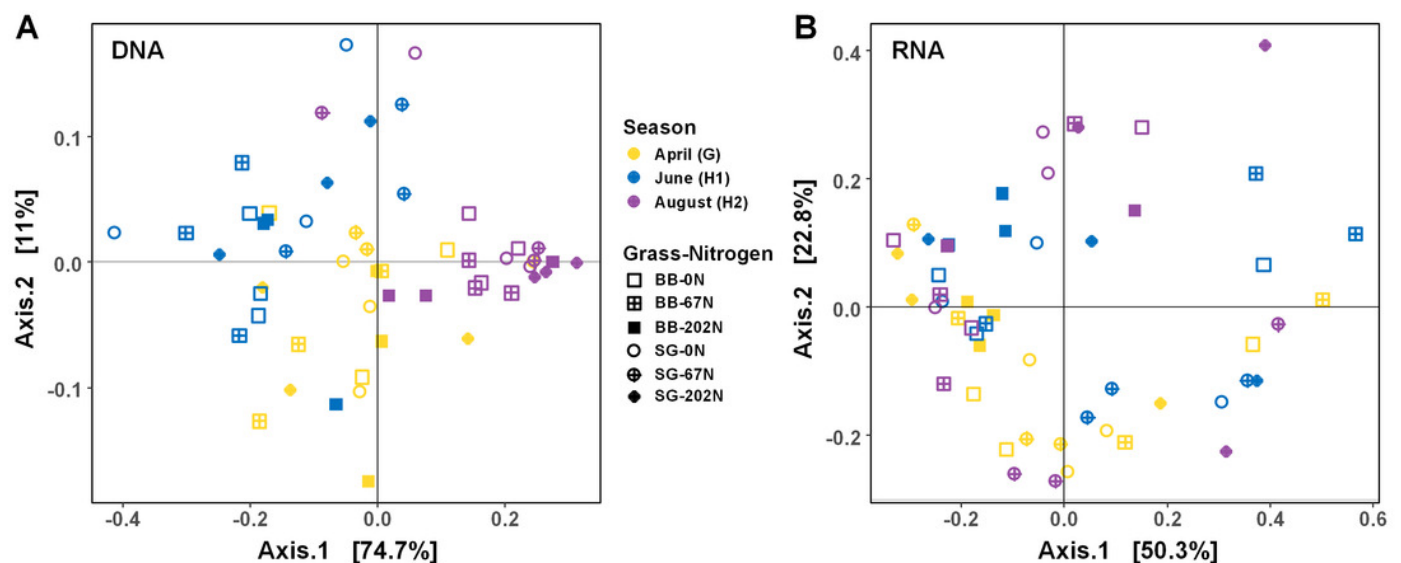 A
DNA
0.1
0.0
-0.1
Axis.2 [11%]
-0.4
-0.2
0.0
0.2
Axis.1 [74.7%]
Season
April (G)
June (H1)
August (H2)
Grass-Nitrogen
BB-0N
BB-67N
BB-202N
SG-0N
SG-67N
SG-202N
B
RNA
0.4
0.2
0.0
-0.2
Axis.2 [22.8%]
-0.2
0.0
0.2
0.4
0.6
Axis.1 [50.3%]